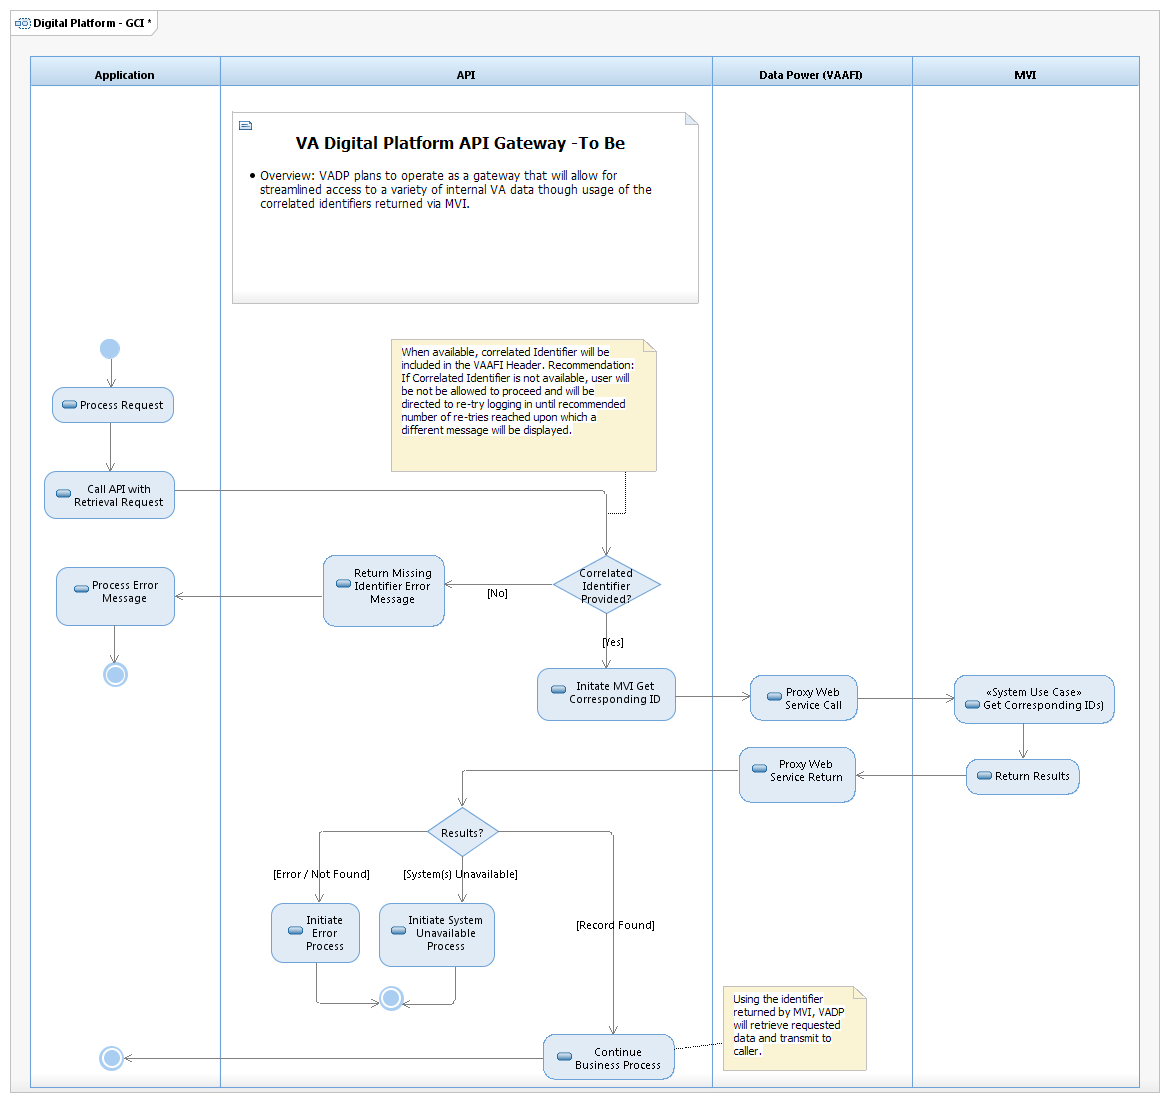 Digital Platform - GCI *
Application
API
Data Power (VAAFI)
MVI
VA Digital Platform API Gateway -To Be
• Overview: VADP plans to operate as a gateway that will allow for
streamlined access to a variety of internal VA data though usage of the
correlated identifiers returned via MVI.
When available, correlated Identifier will be
included in the VAAFI Header. Recommendation:
If Correlated Identifier is not available, user will
be not be allowed to proceed and will be
directed to re-try logging in until recommended
number of re-tries reached upon which a
different message will be displayed.
Process Request
Call API with
Retrieval Request
Process Error
Message
Return Missing
Identifier Error
Message
[No]
Correlated
Identifier
Provided?
[Yes]
Initate MVI Get
Corresponding ID
Proxy Web
Service Call
«System Use Case»
Get Corresponding IDs)
Return Results
Proxy Web
Service Return
Results?
[Error / Not Found]
[System(s) Unavailable]
[Record Found]
Initiate
Error
Process
Initiate System
Unavailable
Process
Using the identifier
returned by MVI, VADP
will retrieve requested
data and transmit to
caller.
Continue
Business Process